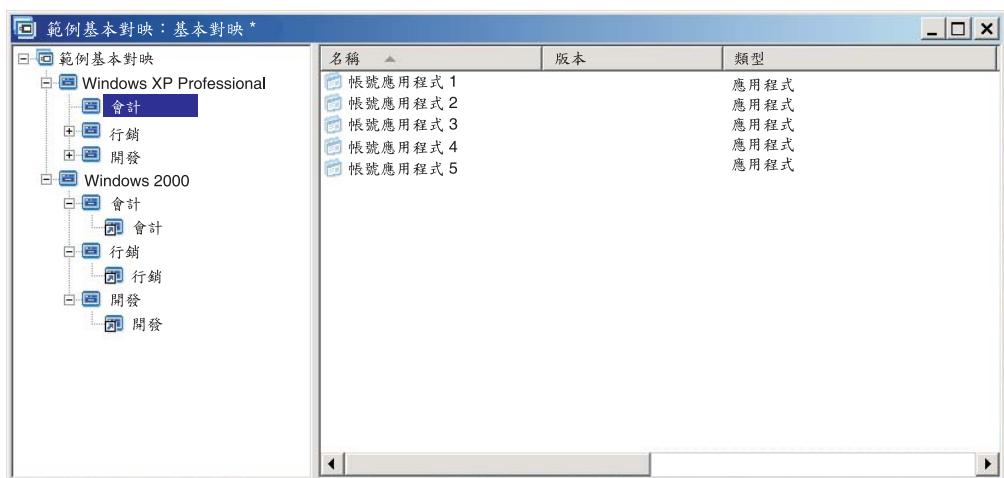 範例基本對映：基本對映 *
範例基本對映
Windows XP Professional
會計
行銷
開發
Windows 2000
會計
會計
行銷
行銷
開發
開發
名稱 版本 類型
帳號應用程式 1 應用程式
帳號應用程式 2 應用程式
帳號應用程式 3 應用程式
帳號應用程式 4 應用程式
帳號應用程式 5 應用程式